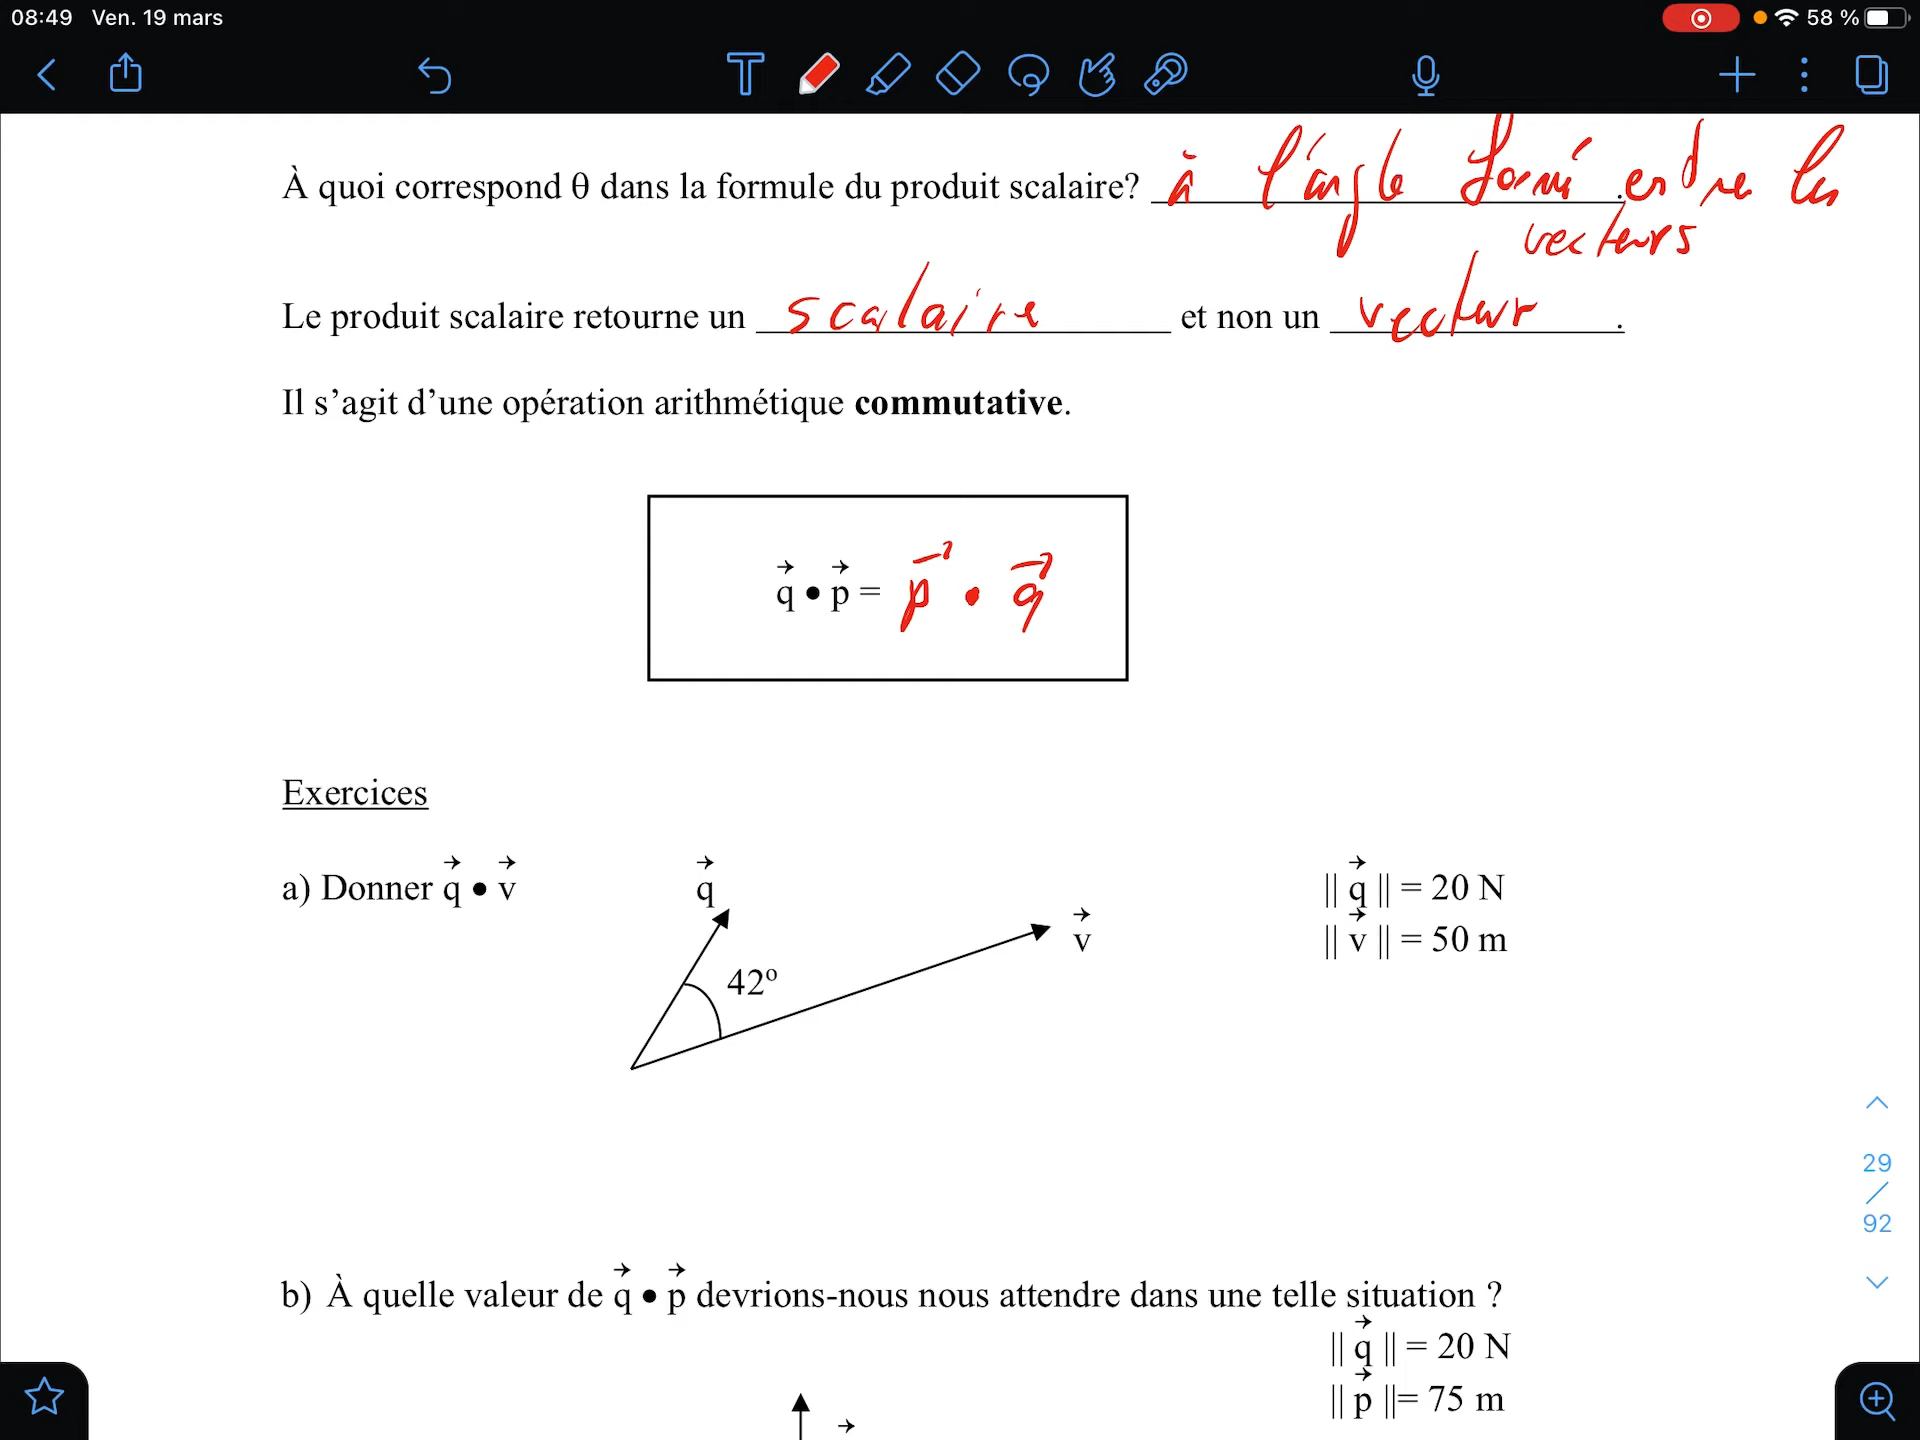 08:49 Ven. 19 mars 58 %
À quoi correspond θ dans la formule du produit scalaire? à l'angle formé entre les
vecteurs
Le produit scalaire retourne un scalaire et non un vecteur.
Il s'agit d'une opération arithmétique commutative.
q • p = p • q
Exercices
a) Donner q • v
q
v
42º
|| q || = 20 N
|| v || = 50 m
29
/
92
b) À quelle valeur de q • p devrions-nous nous attendre dans une telle situation ?
|| q || = 20 N
|| p ||= 75 m